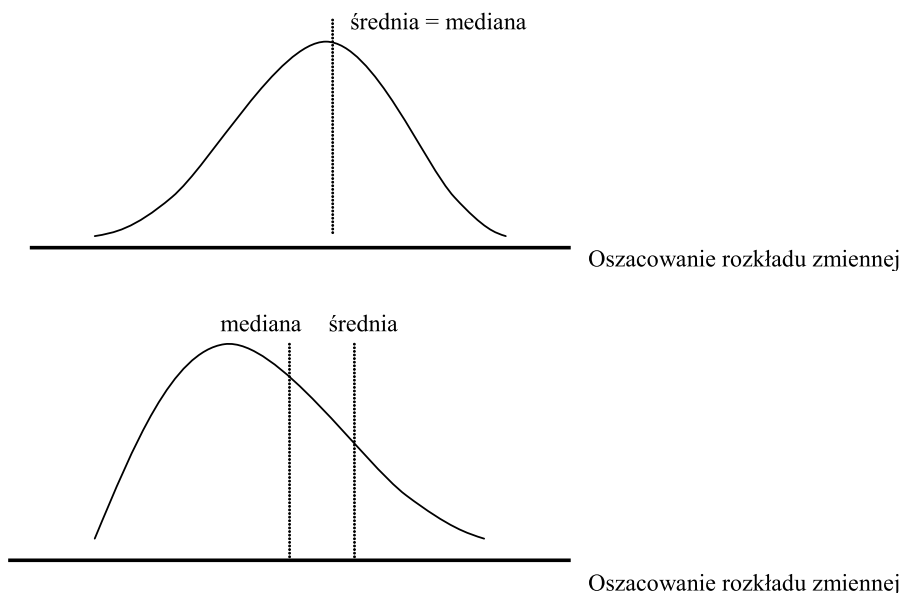 średnia = mediana
Oszacowanie rozkładu zmiennej
mediana średnia
Oszacowanie rozkładu zmiennej